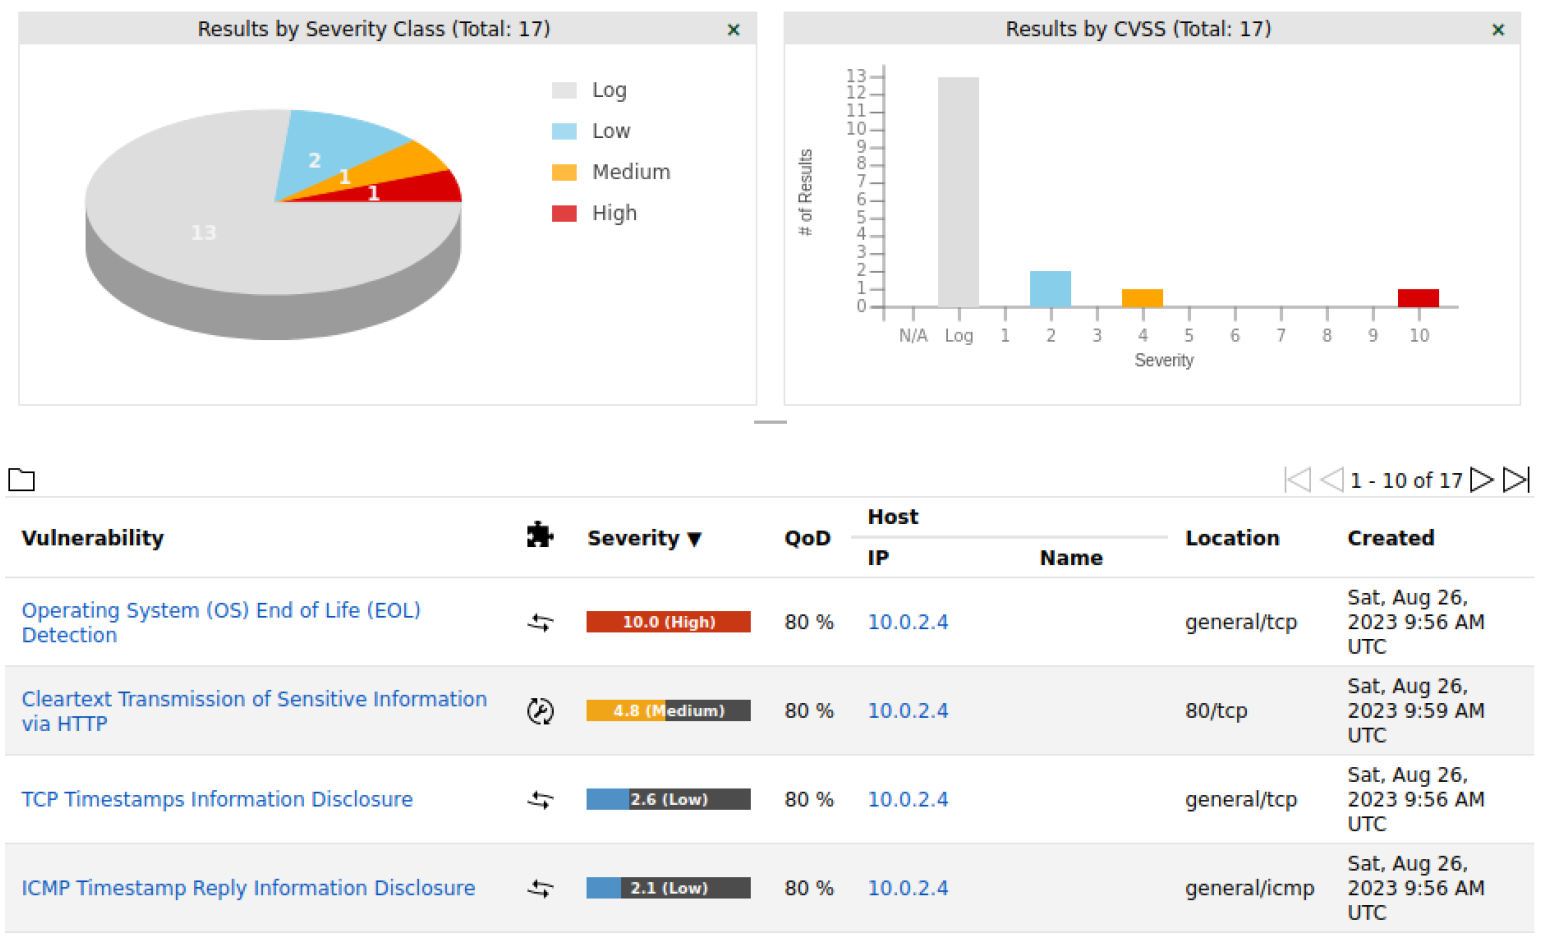 Results by Severity Class (Total: 17) ×
Log
Low
Medium
High
2
1
1
13
Results by CVSS (Total: 17) ×
# of Results
13
12
11
10
9
8
7
6
5
4
3
2
1
0
N/A Log 1 2 3 4 5 6 7 8 9 10
Severity
1 - 10 of 17
Vulnerability Severity ▼ QoD Host Location Created
IP Name
Operating System (OS) End of Life (EOL)
Detection
10.0 (High) 80 % 10.0.2.4 general/tcp
Sat, Aug 26,
2023 9:56 AM
UTC
Cleartext Transmission of Sensitive Information
via HTTP
4.8 (Medium) 80 % 10.0.2.4 80/tcp
Sat, Aug 26,
2023 9:59 AM
UTC
TCP Timestamps Information Disclosure
2.6 (Low) 80 % 10.0.2.4 general/tcp
Sat, Aug 26,
2023 9:56 AM
UTC
ICMP Timestamp Reply Information Disclosure
2.1 (Low) 80 % 10.0.2.4 general/icmp
Sat, Aug 26,
2023 9:56 AM
UTC